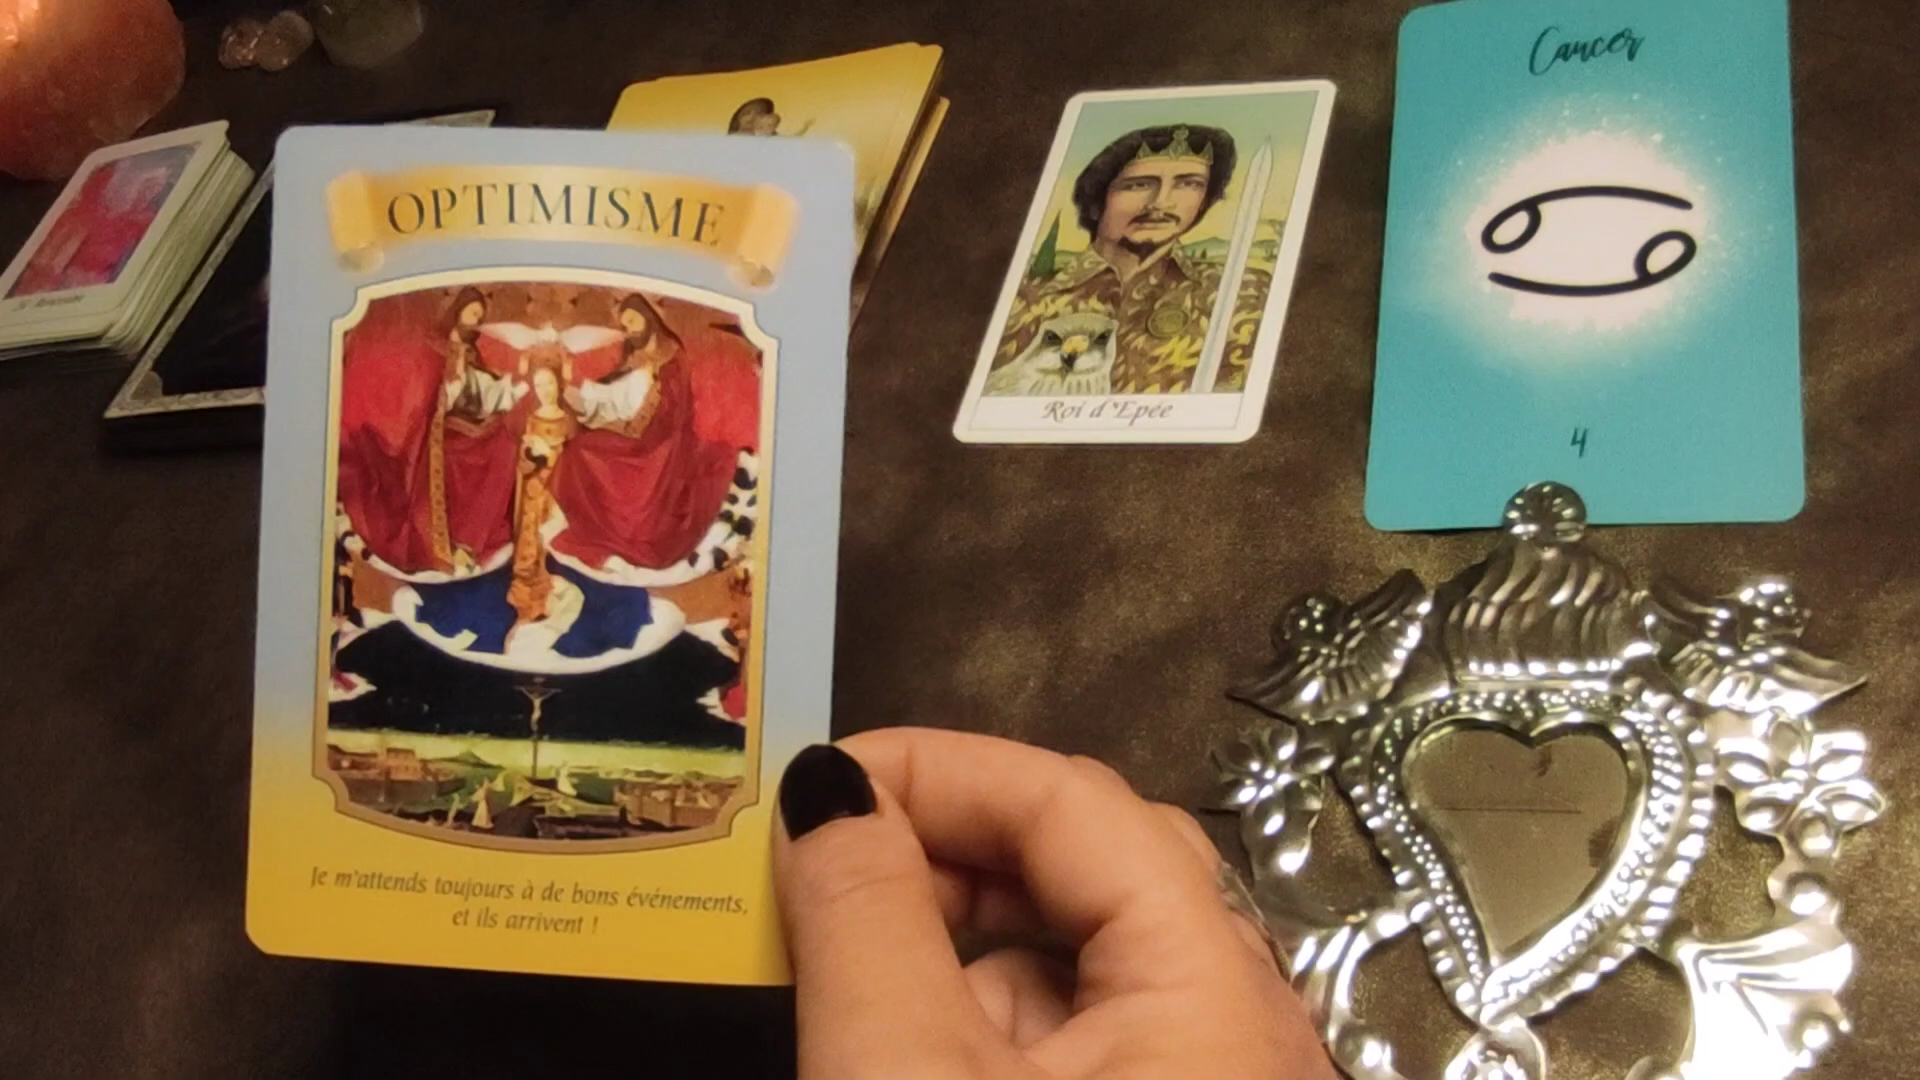 OPTIMISME
Je m'attends toujours à de bons événements,
et ils arrivent !
Roi d'Epée
Cancer
4